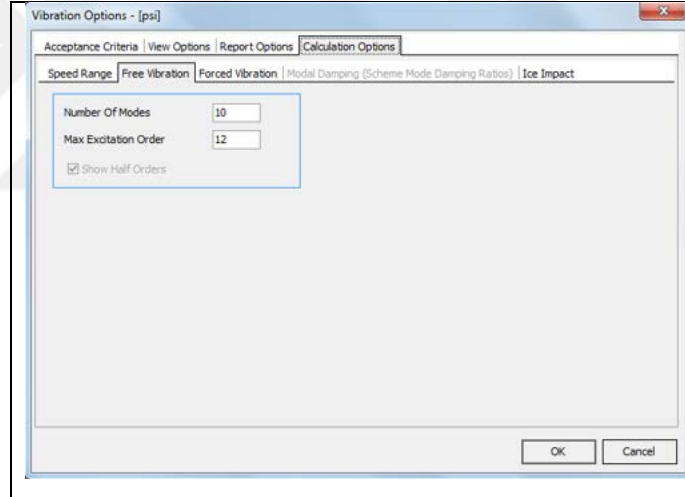 Vibration Options - [psi]
Acceptance Criteria View Options Report Options Calculation Options
Speed Range Free Vibration Forced Vibration Modal Damping (Scheme Mode Damping Ratios) Ice Impact
Number Of Modes 10
Max Excitation Order 12
Show Half Orders
OK Cancel